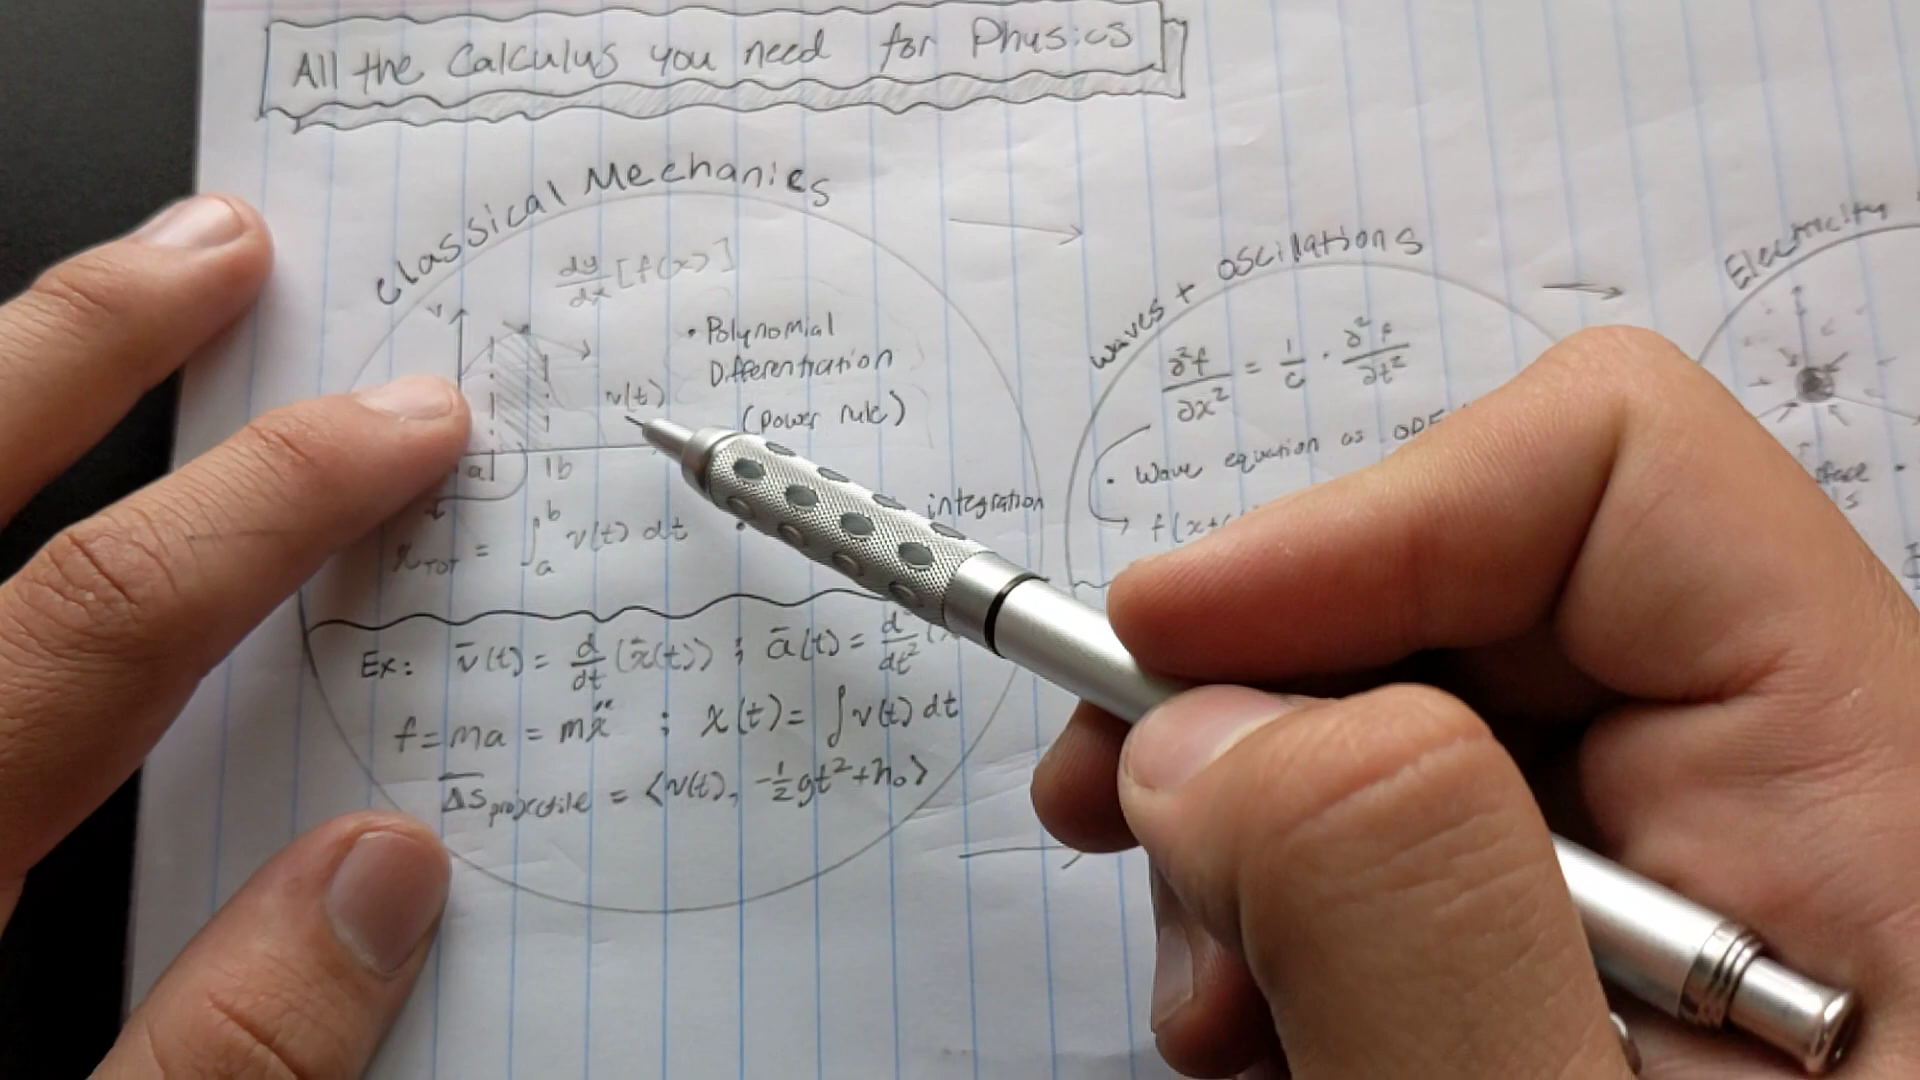 All the Calculus you need for Physics
Classical Mechanics
dy/dx [f(x)]
v
v(t)
• Polynomial
Differentiation
(power rule)
a b
integration
x_TOT = ∫_a^b v(t) dt
Ex: v̄(t) = d/dt (x̄(t)) ; ā(t) = d²/dt²
f = ma = mẍ ; x(t) = ∫v(t) dt
Δs projectile = ⟨v(t), -½gt² + h₀⟩
Waves + Oscillations
∂²f/∂x² = 1/c · ∂²f/∂t²
• Wave equation as
f(x+
Electricity